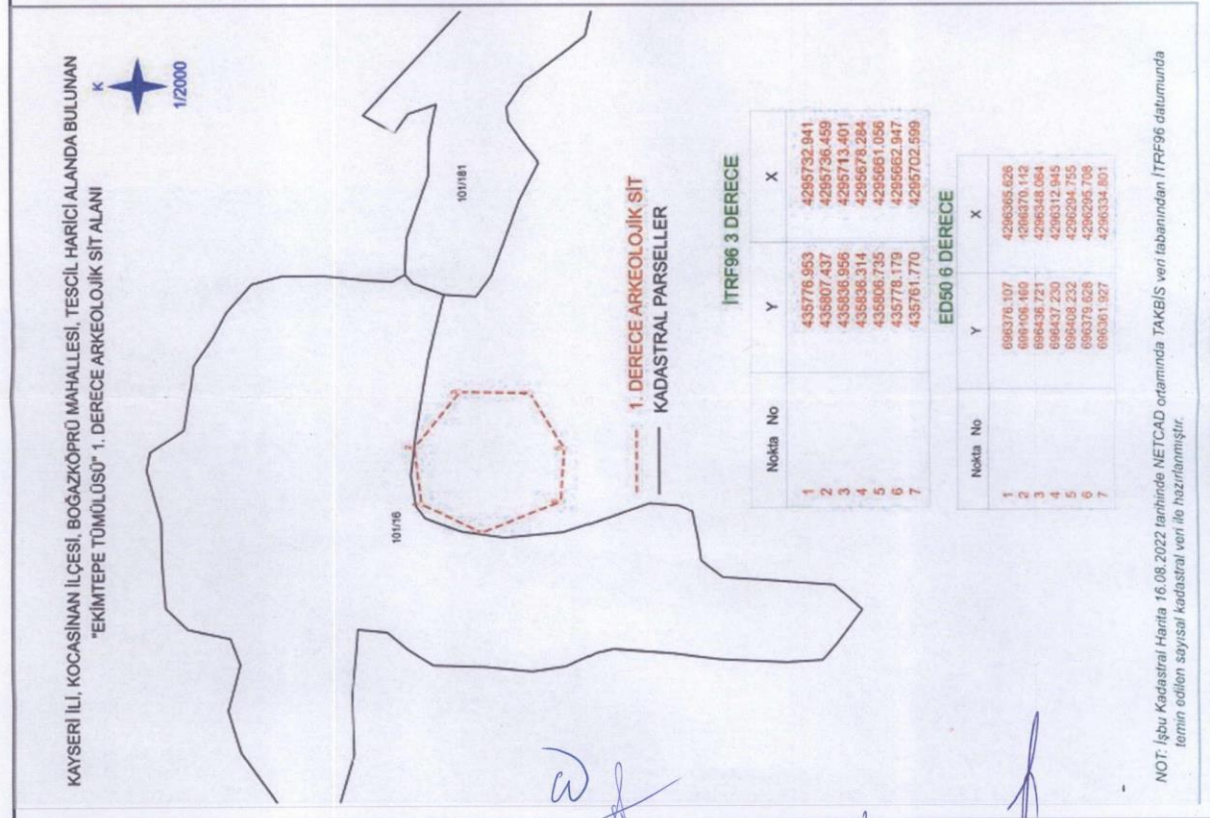 KAYSERİ İLİ, KOCASİNAN İLÇESİ, BOĞAZKÖPRÜ MAHALLESİ, TESCİL HARİCİ ALANDA BULUNAN
"EKİMTEPE TÜMÜLÜSÜ" 1. DERECE ARKEOLOJİK SİT ALANI
K
1/2000
101/16
101/181
1. DERECE ARKEOLOJİK SİT
KADASTRAL PARSELLER
İTRF96 3 DERECE
Nokta No Y X
1 435776.953 4295732.941
2 435807.437 4295736.459
3 435836.956 4295713.401
4 435836.314 4295678.284
5 435806.735 4295661.056
6 435778.179 4295662.947
7 435761.770 4295702.599
ED50 6 DERECE
Nokta No Y X
1 696376.107 4296365.626
2 4296370.112
3 696436.721 4296348.064
4 696437.230 4296312.945
5 696408.232 4296294.755
6 696379.628 4296295.708
7 696361.927 4296334.801
NOT: İşbu Kadastral Harita 16.08.2022 tarihinde NETCAD ortamında TAKBİS veri tabanından İTRF96 datumunda
temin edilen sayısal kadastral veri ile hazırlanmıştır.